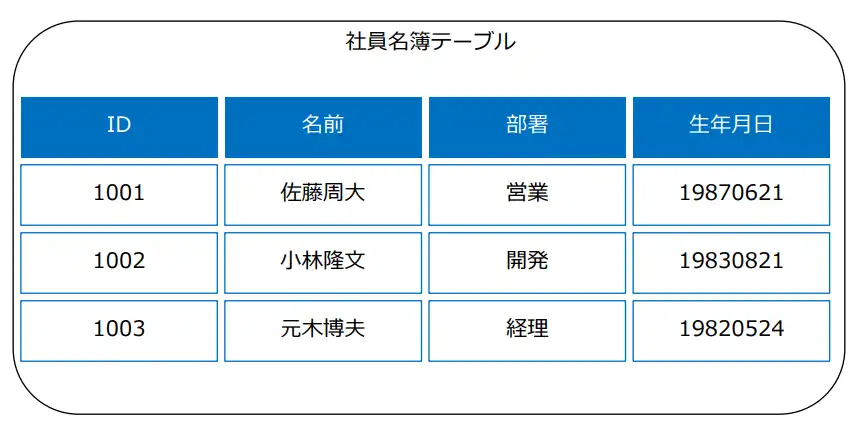 社員名簿テーブル
ID 名前 部署 生年月日
1001 佐藤周大 営業 19870621
1002 小林隆文 開発 19830821
1003 元木博夫 経理 19820524